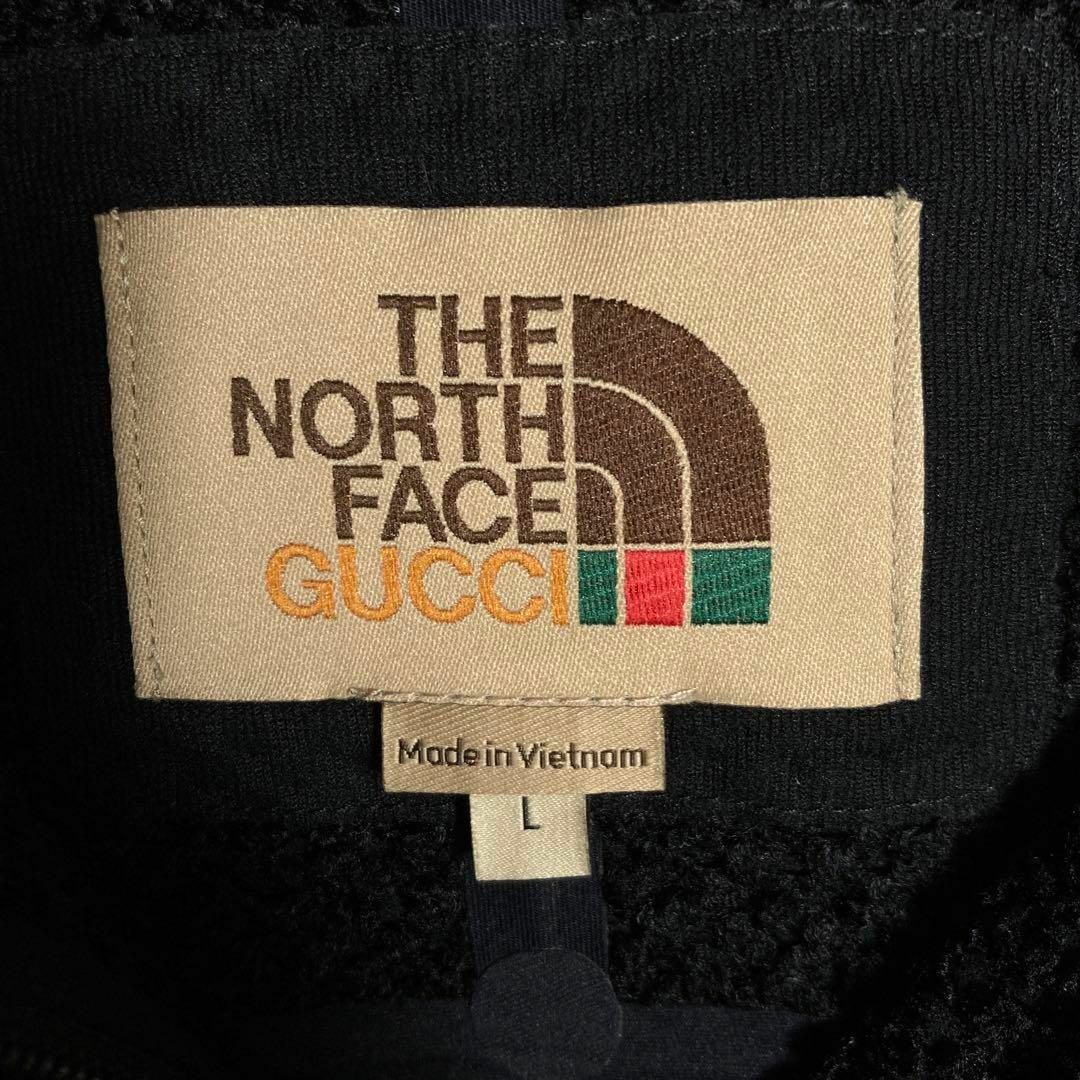 THE
NORTH
FACE
GUCCI
Made in Vietnam
L